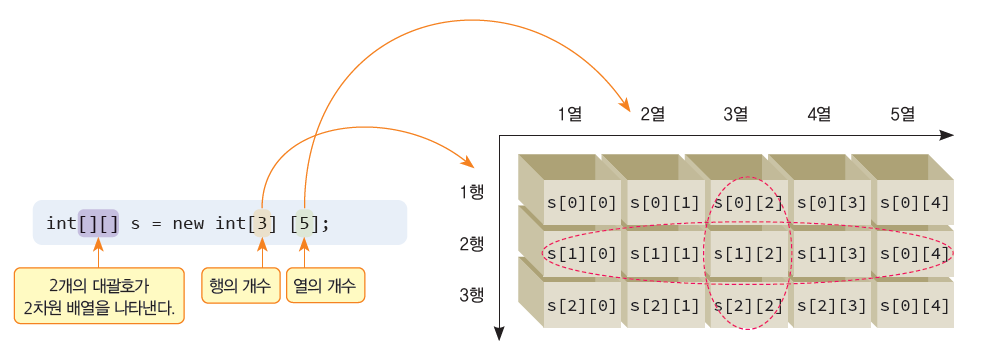 1열 2열 3열 4열 5열
1행
s[0][0] s[0][1] s[0][2] s[0][3] s[0][4]
int[][] s = new int[3] [5];
2행
s[1][0] s[1][1] s[1][2] s[1][3] s[0][4]
2개의 대괄호가
2차원 배열을 나타낸다.
행의 개수
열의 개수
3행
s[2][0] s[2][1] s[2][2] s[2][3] s[0][4]